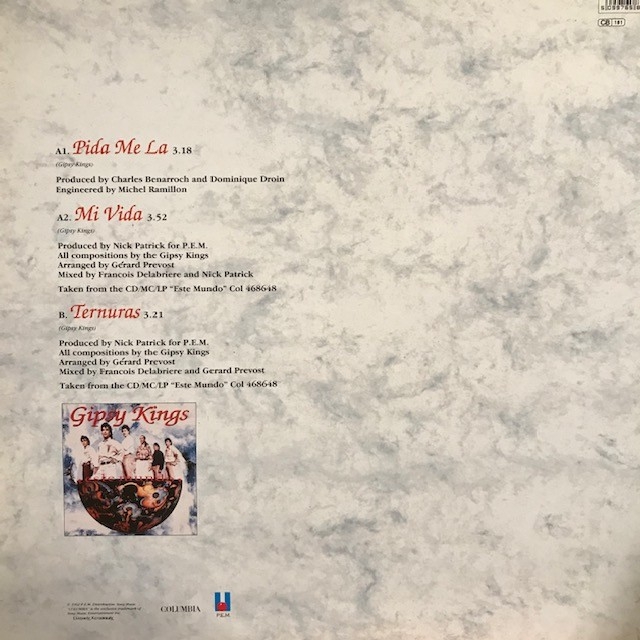 CB 181
A1. Pida Me La 3.18
(Gipsy Kings)
Produced by Charles Benarroch and Dominique Droin
Engineered by Michel Ramillon
A2. Mi Vida 3.52
(Gipsy Kings)
Produced by Nick Patrick for P.E.M.
All compositions by the Gipsy Kings
Arranged by Gérard Prevost
Mixed by Francois Delabriere and Nick Patrick
Taken from the CD/MC/LP "Este Mundo" Col 468648
B. Ternuras 3.21
(Gipsy Kings)
Produced by Nick Patrick for P.E.M.
All compositions by the Gipsy Kings
Arranged by Gérard Prevost
Mixed by Francois Delabriere and Gerard Prevost
Taken from the CD/MC/LP "Este Mundo" Col 468648
Gipsy Kings
COLUMBIA
P.E.M.